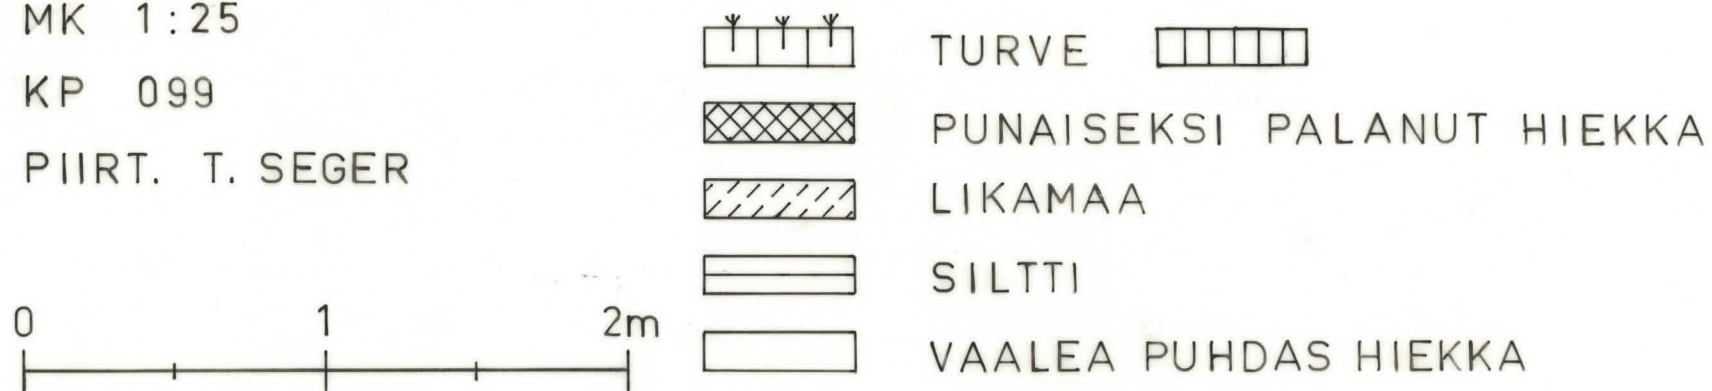 MK 1:25
KP 099
PIIRT. T. SEGER
0 1 2m
TURVE
PUNAISEKSI PALANUT HIEKKA
LIKAMAA
SILTTI
VAALEA PUHDAS HIEKKA